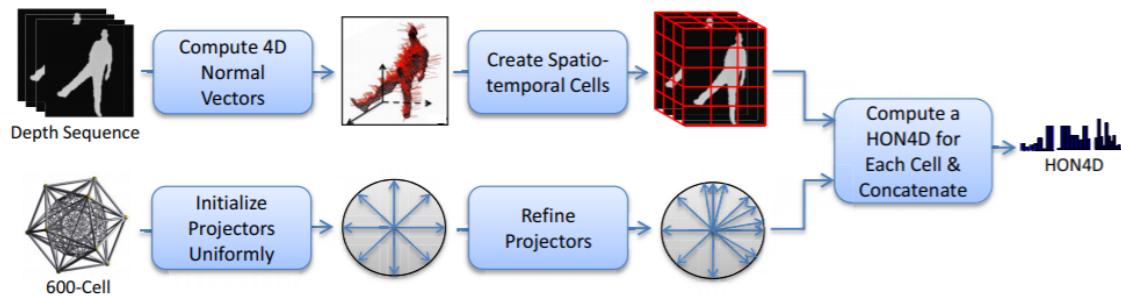 Depth Sequence
Compute 4D
Normal
Vectors
Create Spatio-
temporal Cells
Compute a
HON4D for
Each Cell &
Concatenate
HON4D
600-Cell
Initialize
Projectors
Uniformly
Refine
Projectors